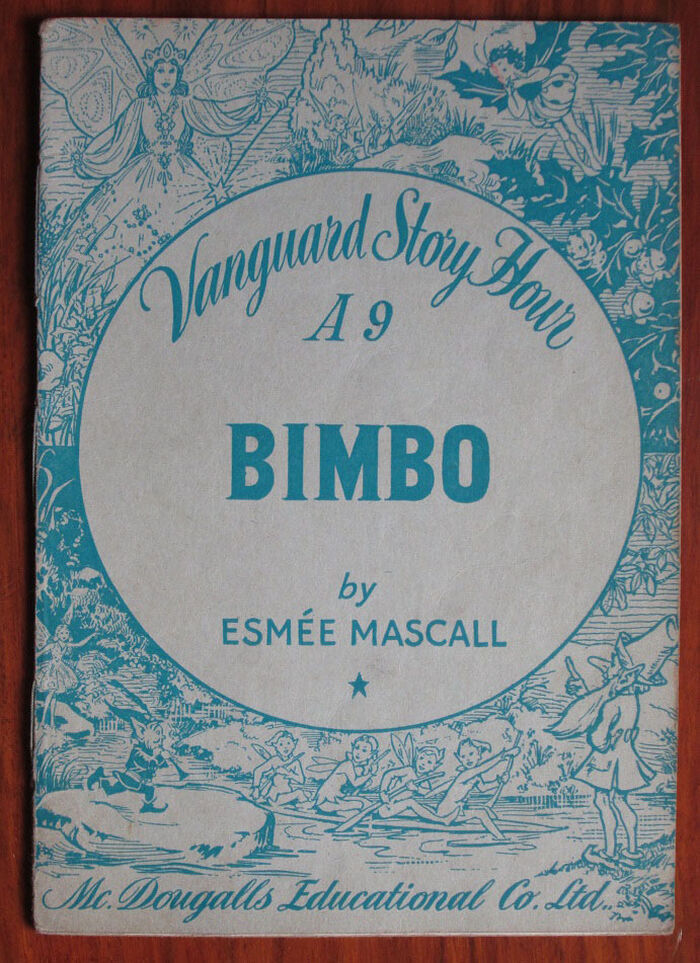 Vanguard Story Hour
A 9
BIMBO
by
ESMÉE MASCALL
Mc. Dougalls Educational Co. Ltd.,